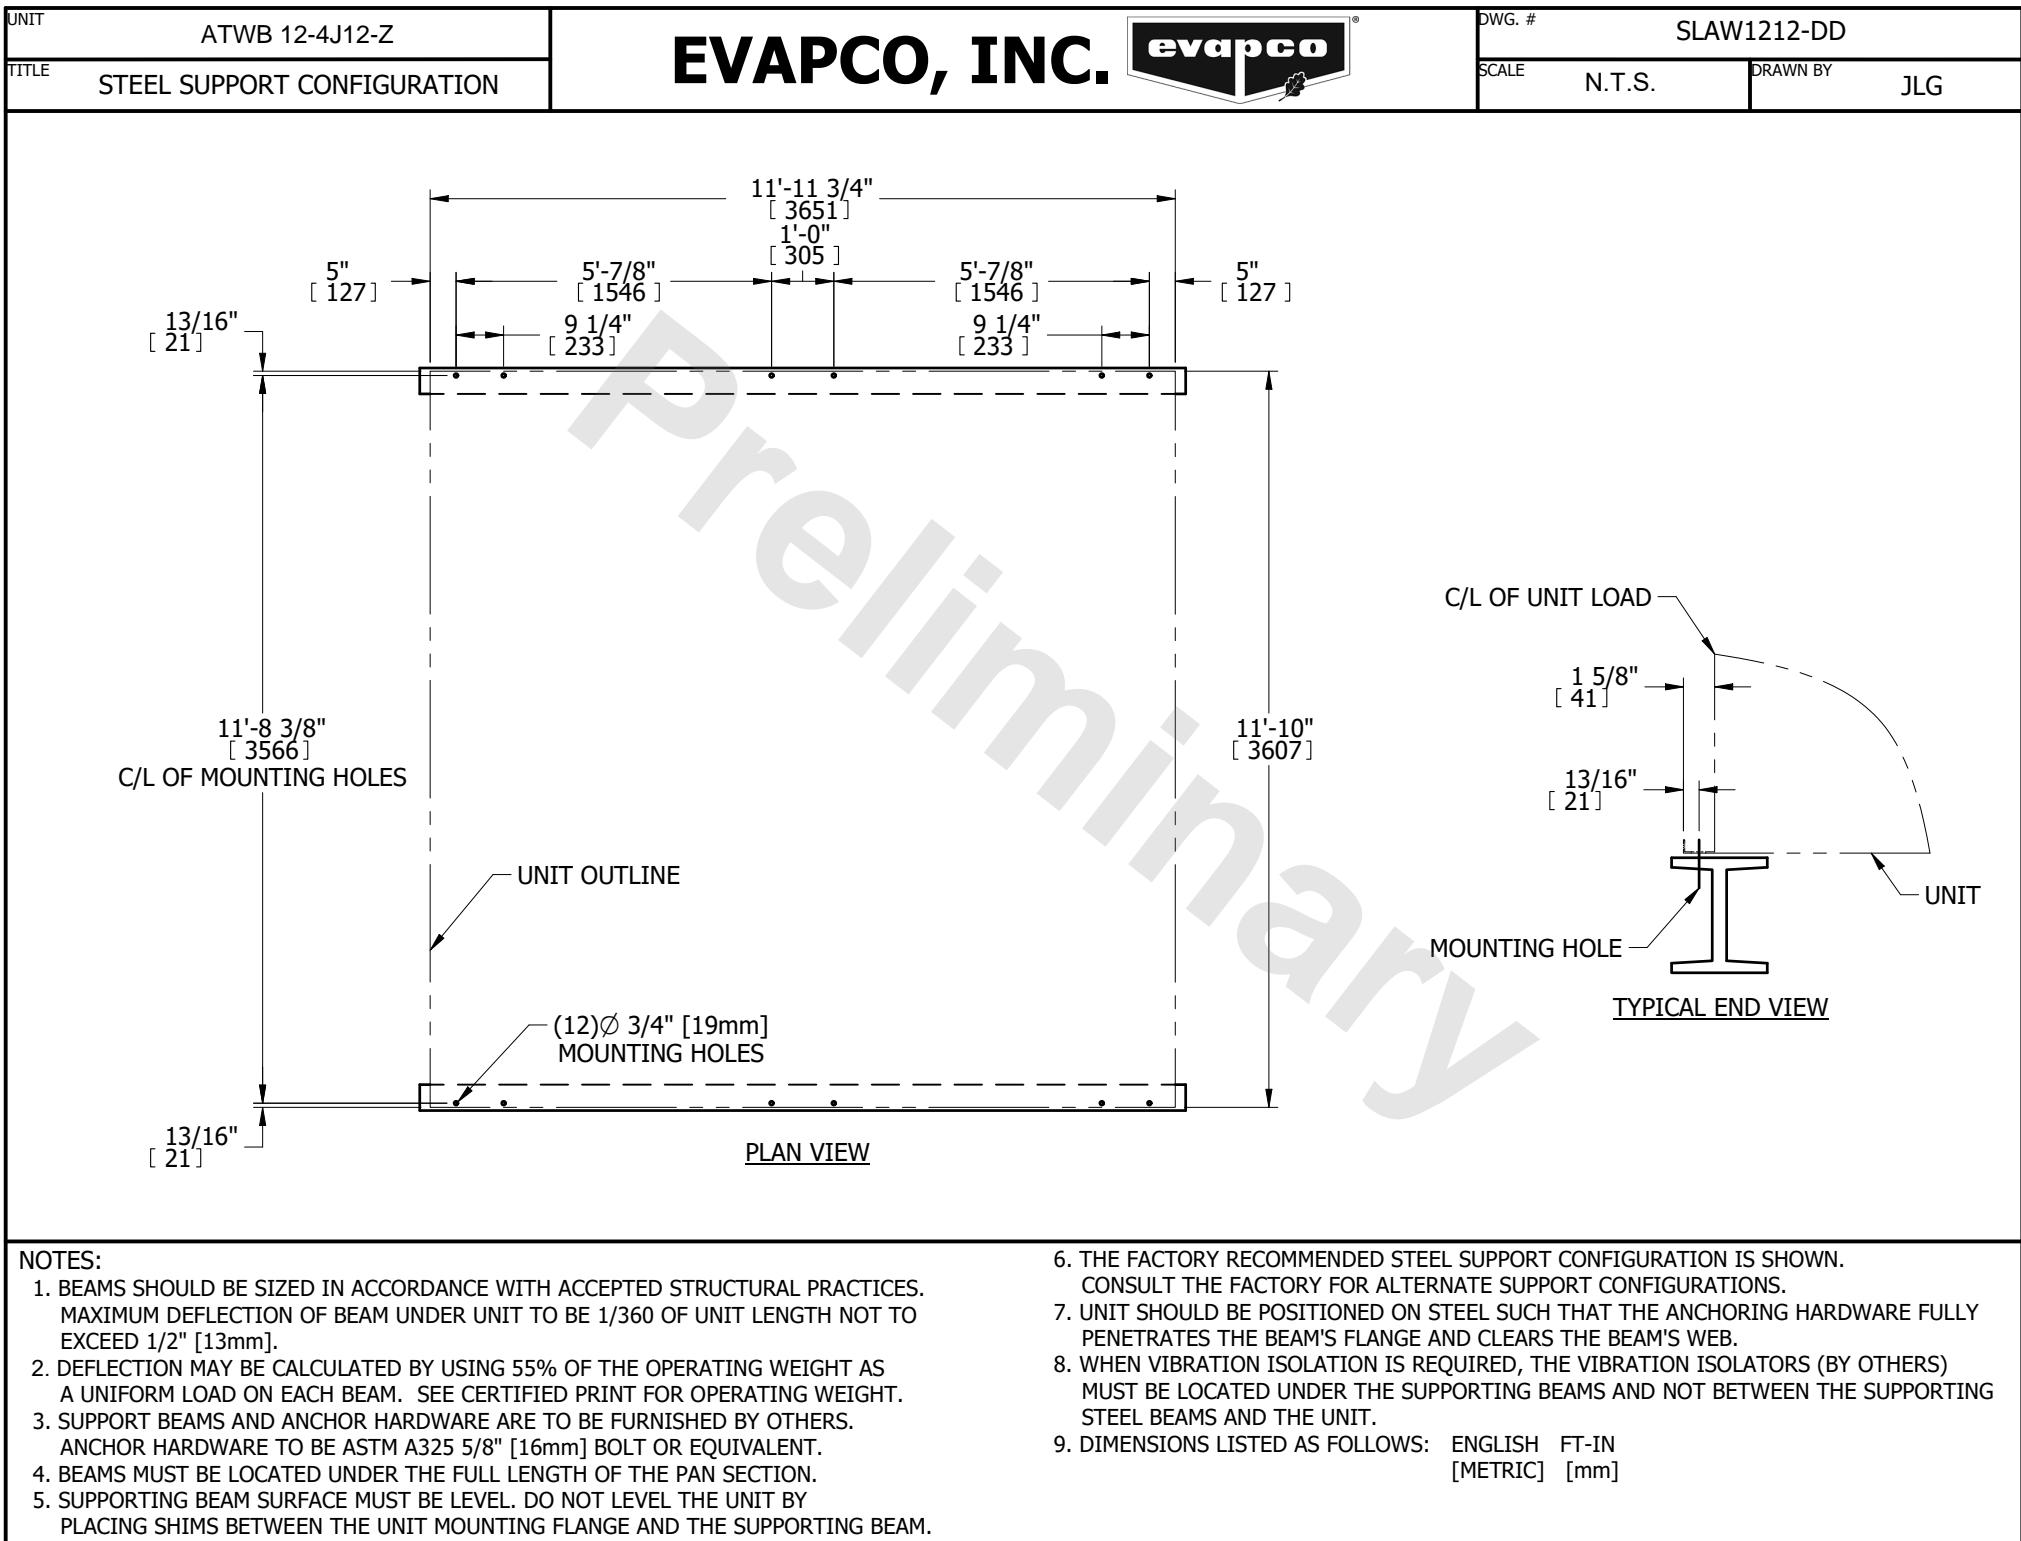 UNIT
ATWB 12-4J12-Z
TITLE
STEEL SUPPORT CONFIGURATION
EVAPCO, INC.
evapco
®
DWG. #
SLAW1212-DD
SCALE
N.T.S.
DRAWN BY
JLG
11'-11 3/4"
[ 3651]
1'-0"
[ 305 ]
5"
[ 127]
5'-7/8"
[ 1546 ]
5'-7/8"
[ 1546 ]
5"
[ 127 ]
13/16"
[ 21]
9 1/4"
[ 233]
9 1/4"
[ 233 ]
11'-8 3/8"
[ 3566]
C/L OF MOUNTING HOLES
11'-10"
[ 3607]
UNIT OUTLINE
(12)∅ 3/4" [19mm]
MOUNTING HOLES
13/16"
[ 21]
PLAN VIEW
Preliminary
C/L OF UNIT LOAD
1 5/8"
[ 41]
13/16"
[ 21]
UNIT
MOUNTING HOLE
TYPICAL END VIEW
NOTES:
1. BEAMS SHOULD BE SIZED IN ACCORDANCE WITH ACCEPTED STRUCTURAL PRACTICES.
MAXIMUM DEFLECTION OF BEAM UNDER UNIT TO BE 1/360 OF UNIT LENGTH NOT TO
EXCEED 1/2" [13mm].
2. DEFLECTION MAY BE CALCULATED BY USING 55% OF THE OPERATING WEIGHT AS
A UNIFORM LOAD ON EACH BEAM. SEE CERTIFIED PRINT FOR OPERATING WEIGHT.
3. SUPPORT BEAMS AND ANCHOR HARDWARE ARE TO BE FURNISHED BY OTHERS.
ANCHOR HARDWARE TO BE ASTM A325 5/8" [16mm] BOLT OR EQUIVALENT.
4. BEAMS MUST BE LOCATED UNDER THE FULL LENGTH OF THE PAN SECTION.
5. SUPPORTING BEAM SURFACE MUST BE LEVEL. DO NOT LEVEL THE UNIT BY
PLACING SHIMS BETWEEN THE UNIT MOUNTING FLANGE AND THE SUPPORTING BEAM.
6. THE FACTORY RECOMMENDED STEEL SUPPORT CONFIGURATION IS SHOWN.
CONSULT THE FACTORY FOR ALTERNATE SUPPORT CONFIGURATIONS.
7. UNIT SHOULD BE POSITIONED ON STEEL SUCH THAT THE ANCHORING HARDWARE FULLY
PENETRATES THE BEAM'S FLANGE AND CLEARS THE BEAM'S WEB.
8. WHEN VIBRATION ISOLATION IS REQUIRED, THE VIBRATION ISOLATORS (BY OTHERS)
MUST BE LOCATED UNDER THE SUPPORTING BEAMS AND NOT BETWEEN THE SUPPORTING
STEEL BEAMS AND THE UNIT.
9. DIMENSIONS LISTED AS FOLLOWS: ENGLISH FT-IN
[METRIC] [mm]